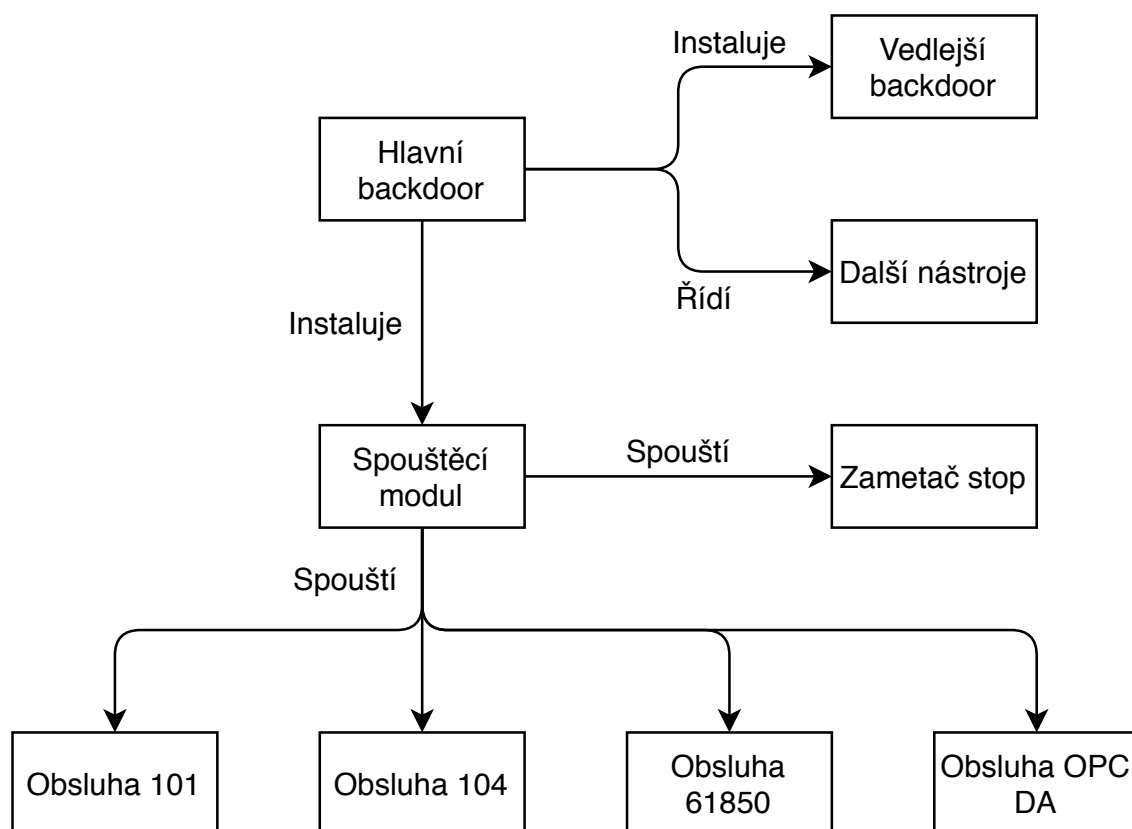 Instaluje
Vedlejší
backdoor
Hlavní
backdoor
Další nástroje
Řídí
Instaluje
Spouštěcí
modul
Spouští
Zametač stop
Spouští
Obsluha 101
Obsluha 104
Obsluha
61850
Obsluha OPC
DA